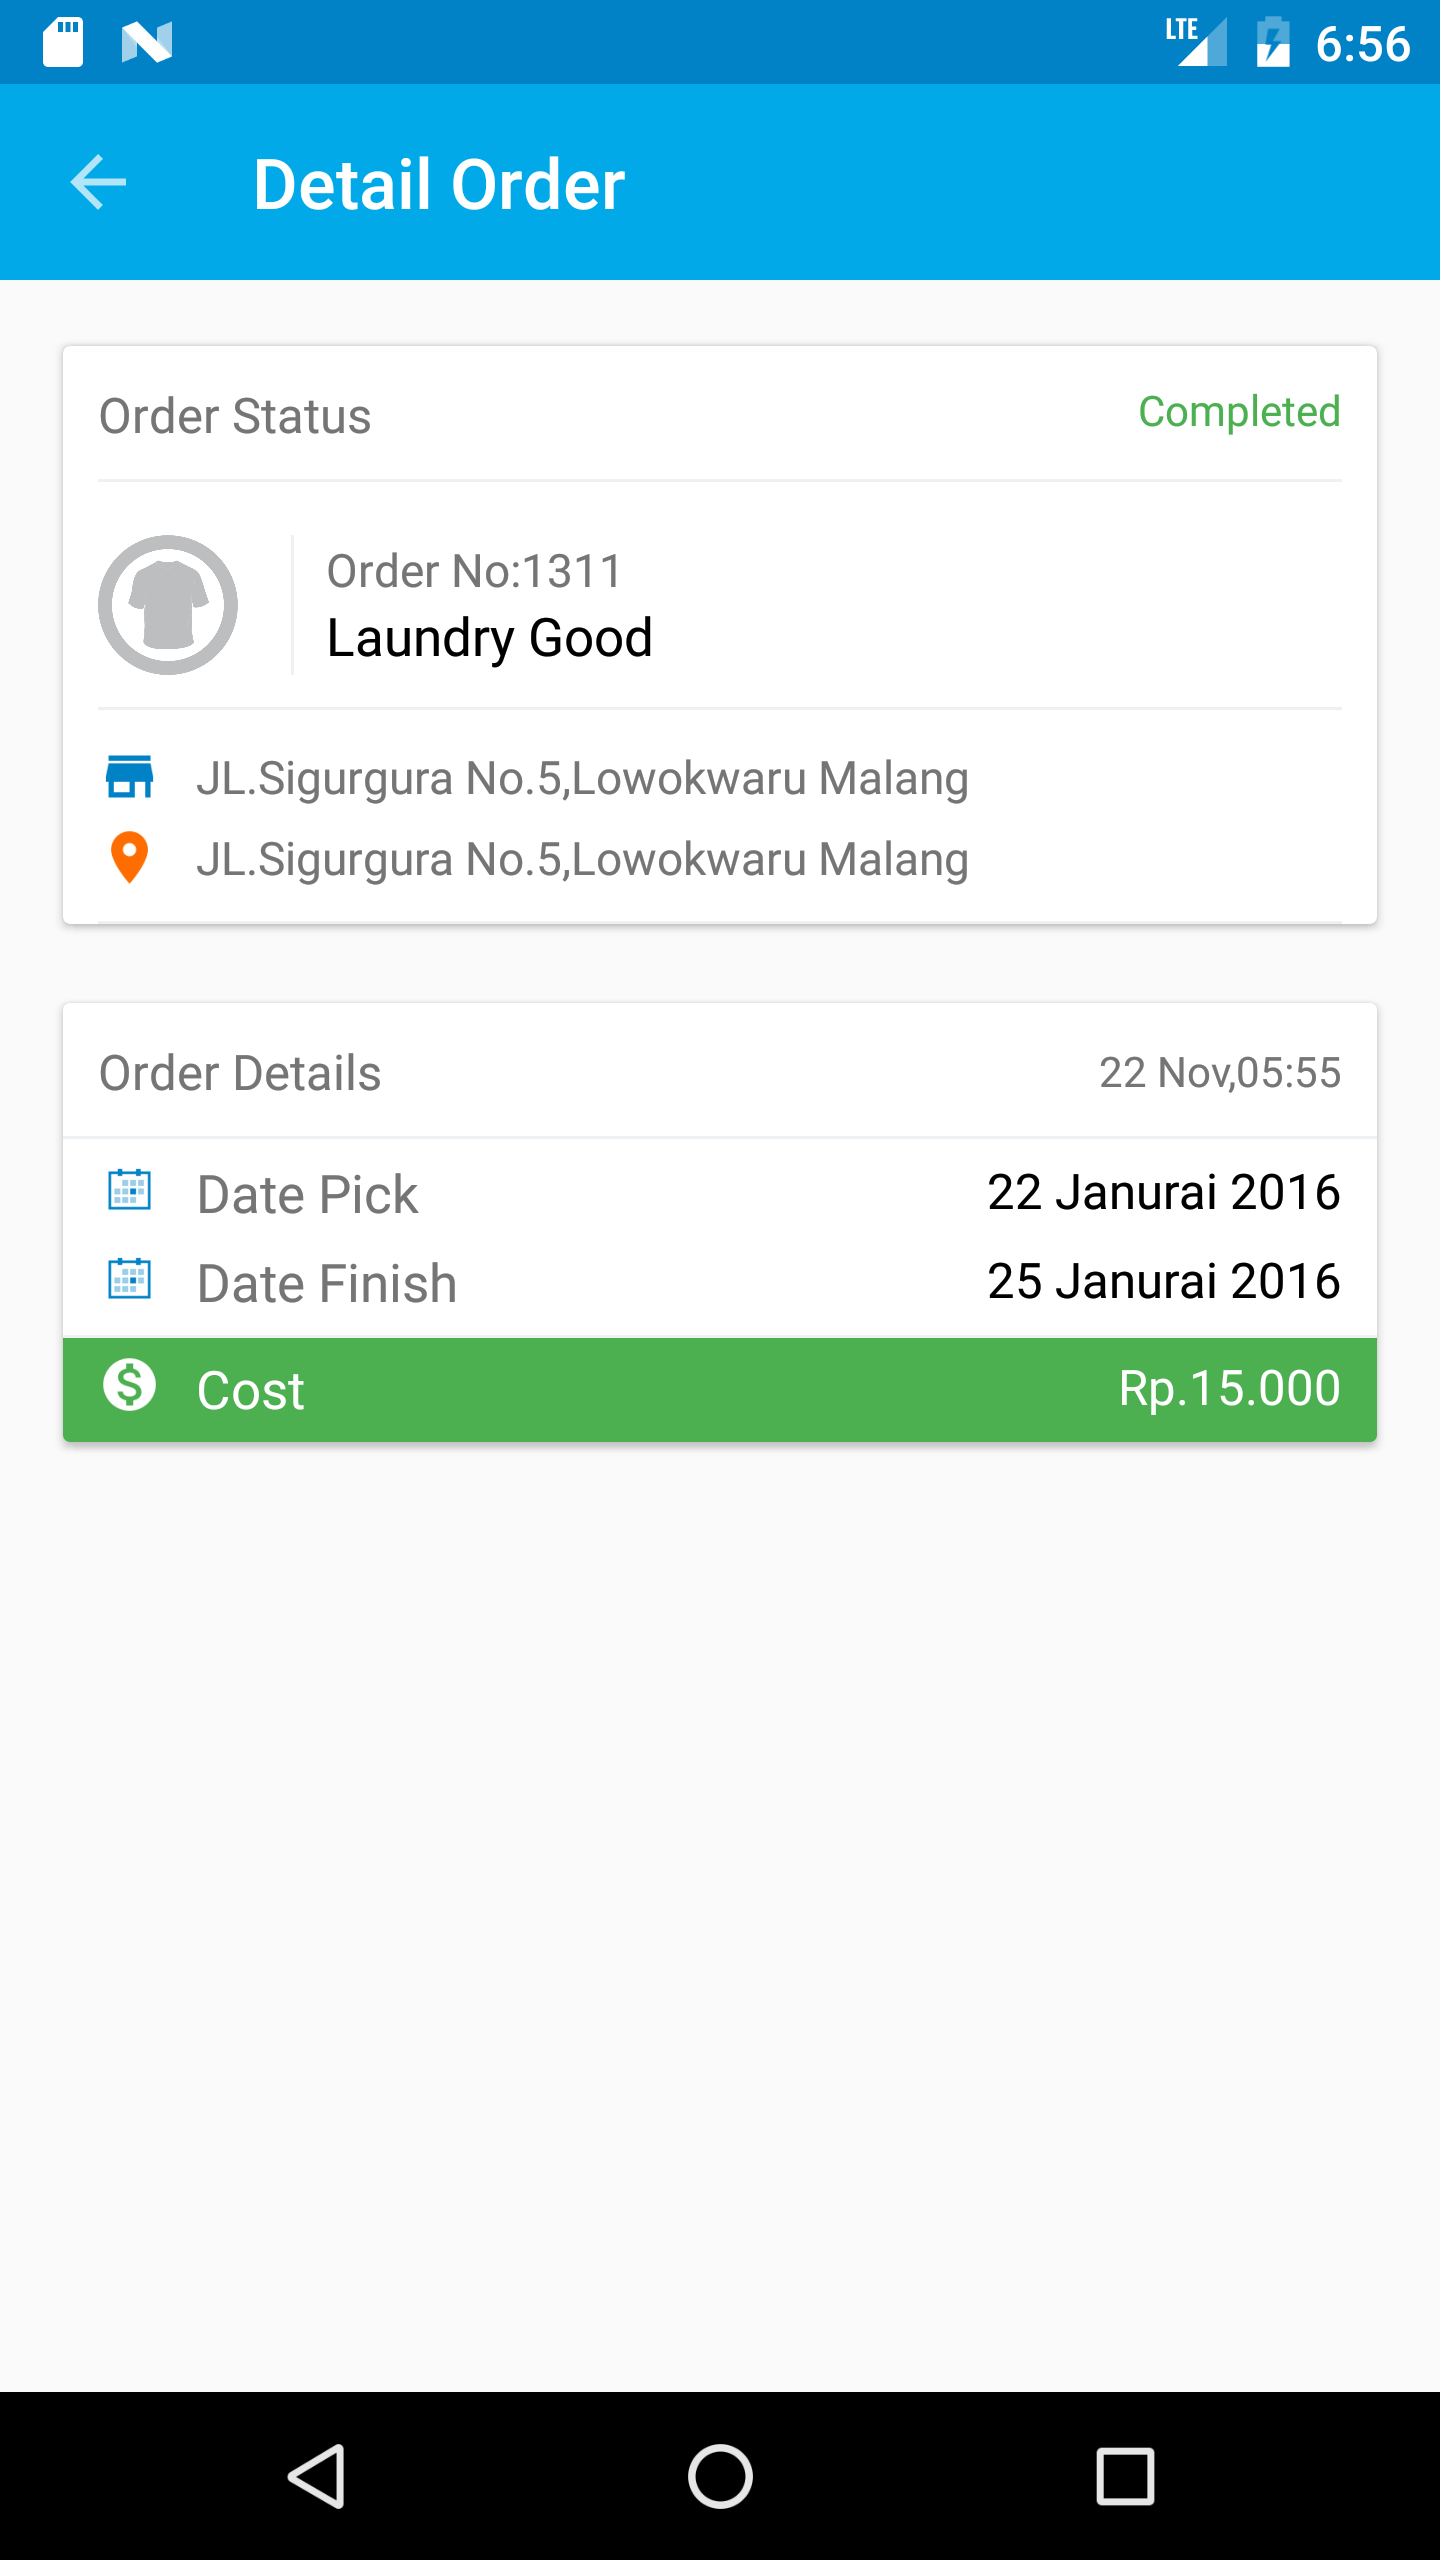 LTE 6:56
Detail Order
Order Status Completed
Order No:1311
Laundry Good
JL.Sigurgura No.5,Lowokwaru Malang
JL.Sigurgura No.5,Lowokwaru Malang
Order Details 22 Nov,05:55
Date Pick 22 Janurai 2016
Date Finish 25 Janurai 2016
Cost Rp.15.000